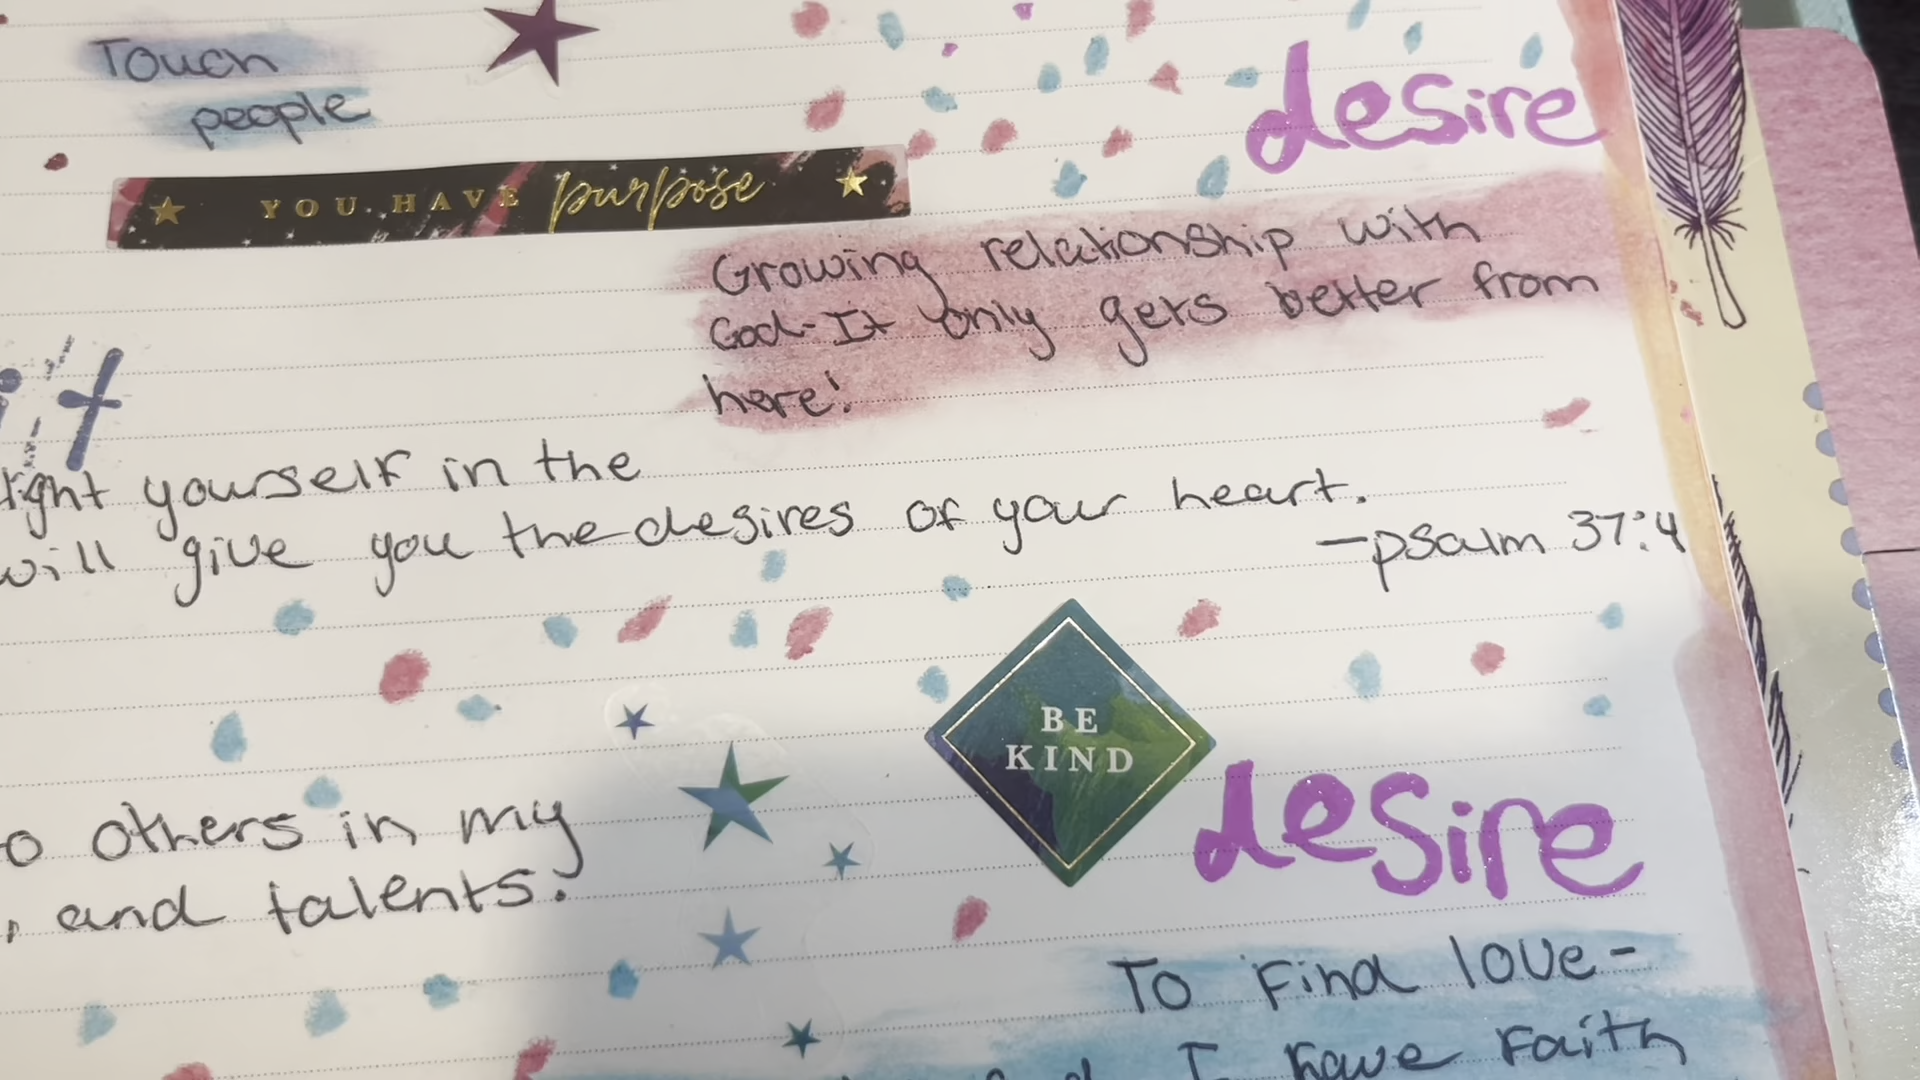 Touch
people
desire
YOU HAVE purpose
Growing relationship with
God-It only gets better from
here!
it
light yourself in the
will give you the desires of your heart.
-psalm 37:4
BE
KIND
o others in my
, and talents.
desire
To Find love-
I have Faith